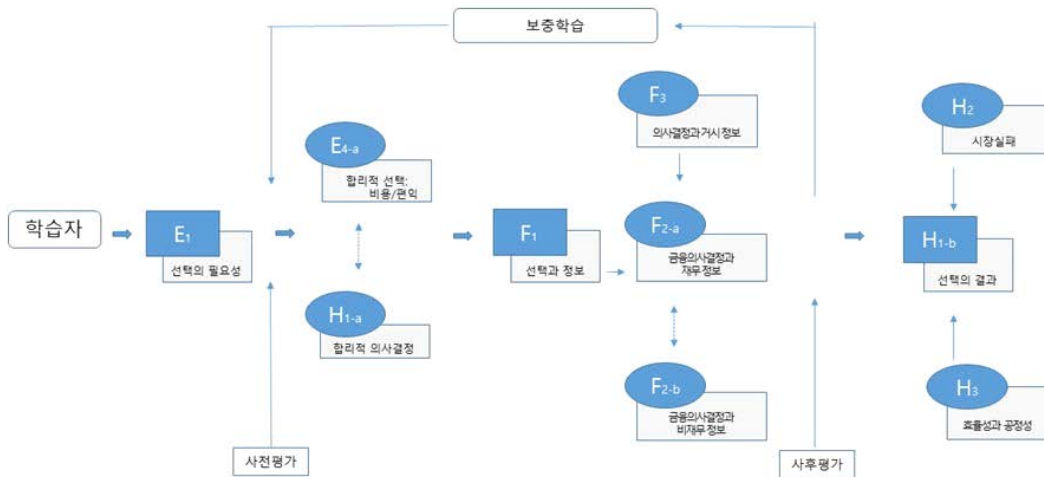 보충학습
F3
의사결정과 거시 정보
H2
시장실패
E4-a
합리적 선택:
비용/편익
학습자
E1
선택의 필요성
F1
선택과 정보
F2-a
금융의사결정과
재무 정보
H1-b
선택의 결과
H1-a
합리적 의사결정
F2-b
금융의사결정과
비재무 정보
H3
효율성과 공정성
사전평가
사후평가